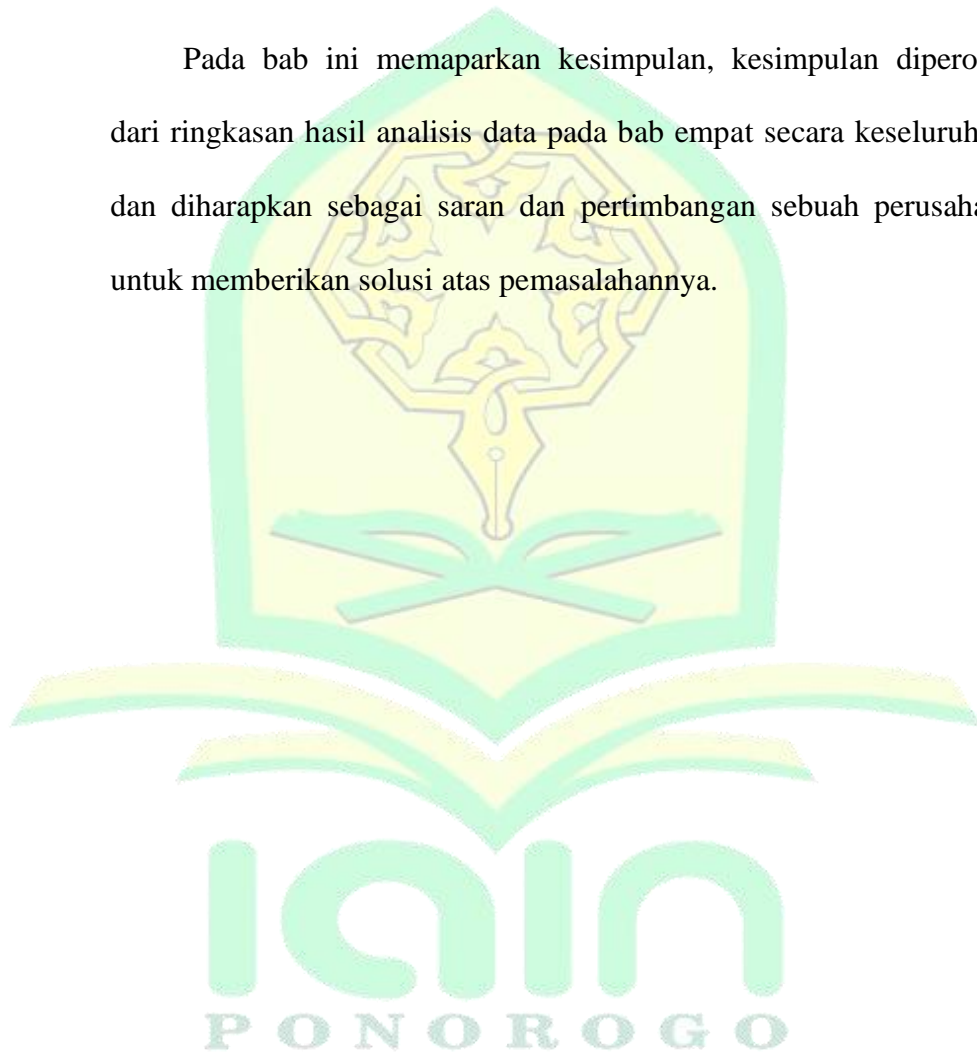 Pada bab ini memaparkan kesimpulan, kesimpulan dipero
dari ringkasan hasil analisis data pada bab empat secara keseluruh
dan diharapkan sebagai saran dan pertimbangan sebuah perusaha
untuk memberikan solusi atas pemasalahannya.
iain
PONOROGO